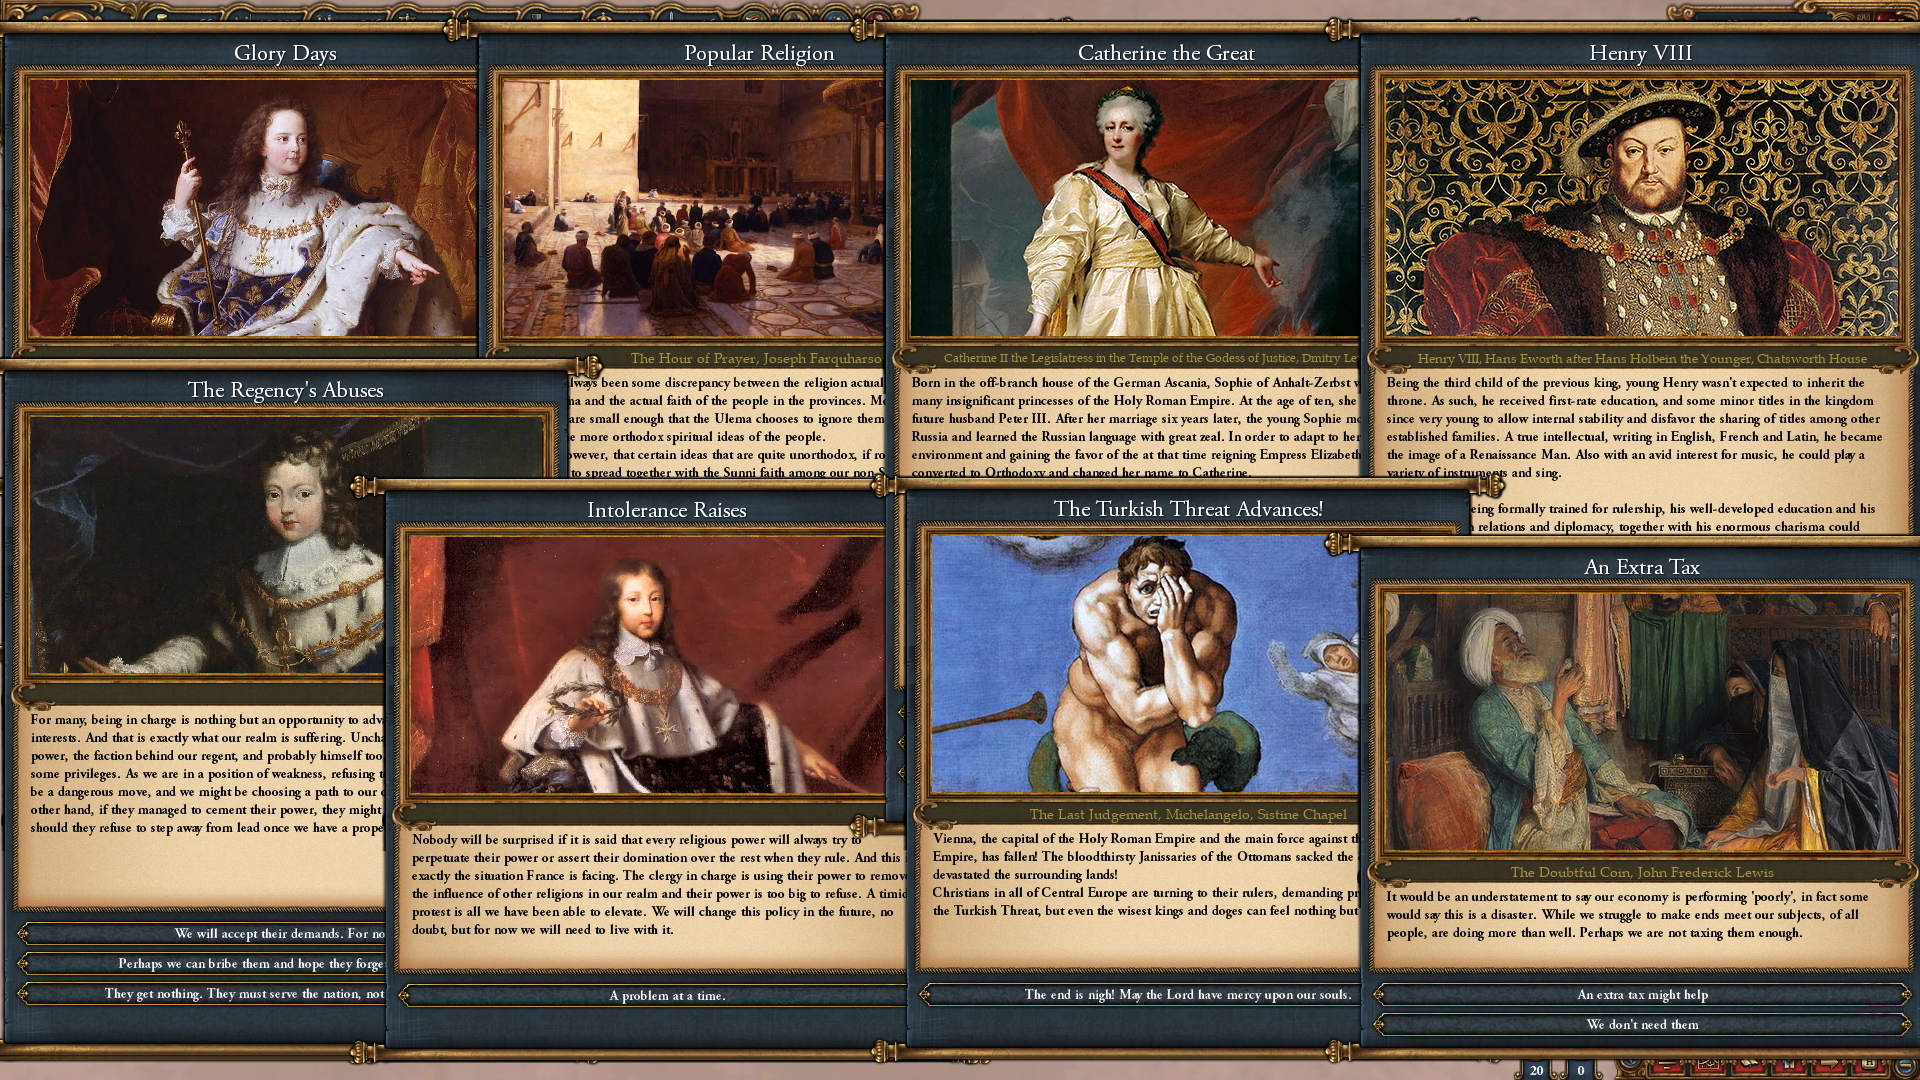 Glory Days
Popular Religion
The Hour of Prayer, Joseph Farquharso
lways been some discrepancy between the religion actual
na and the actual faith of the people in the provinces. Mo
are small enough that the Ulema chooses to ignore them
e more orthodox spiritual ideas of the people.
owever, that certain ideas that are quite unorthodox, if ro
to spread together with the Sunni faith among our non-S
Catherine the Great
Catherine II the Legislatress in the Temple of the Godess of Justice, Dmitry Le
Born in the off-branch house of the German Ascania, Sophie of Anhalt-Zerbst w
many insignificant princesses of the Holy Roman Empire. At the age of ten, she
future husband Peter III. After her marriage six years later, the young Sophie mo
Russia and learned the Russian language with great zeal. In order to adapt to her
environment and gaining the favor of the at that time reigning Empress Elizabeth
converted to Orthodoxy and changed her name to Catherine.
Henry VIII
Henry VIII, Hans Eworth after Hans Holbein the Younger, Chatsworth House
Being the third child of the previous king, young Henry wasn't expected to inherit the
throne. As such, he received first-rate education, and some minor titles in the kingdom
since very young to allow internal stability and disfavor the sharing of titles among other
established families. A true intellectual, writing in English, French and Latin, he became
the image of a Renaissance Man. Also with an avid interest for music, he could play a
variety of instruments and sing.
eing formally trained for rulership, his well-developed education and his
n relations and diplomacy, together with his enormous charisma could
The Regency's Abuses
For many, being in charge is nothing but an opportunity to adv
interests. And that is exactly what our realm is suffering. Uncha
power, the faction behind our regent, and probably himself too
some privileges. As we are in a position of weakness, refusing t
be a dangerous move, and we might be choosing a path to our o
other hand, if they managed to cement their power, they might
should they refuse to step away from lead once we have a prope
We will accept their demands. For no
Perhaps we can bribe them and hope they forge
They get nothing. They must serve the nation, not
Intolerance Raises
Nobody will be surprised if it is said that every religious power will always try to
perpetuate their power or assert their domination over the rest when they rule. And this i
exactly the situation France is facing. The clergy in charge is using their power to remov
the influence of other religions in our realm and their power is too big to refuse. A timid
protest is all we have been able to elevate. We will change this policy in the future, no
doubt, but for now we will need to live with it.
A problem at a time.
The Turkish Threat Advances!
The Last Judgement, Michelangelo, Sistine Chapel
Vienna, the capital of the Holy Roman Empire and the main force against th
Empire, has fallen! The bloodthirsty Janissaries of the Ottomans sacked the
devastated the surrounding lands!
Christians in all of Central Europe are turning to their rulers, demanding pr
the Turkish Threat, but even the wisest kings and doges can feel nothing but
The end is nigh! May the Lord have mercy upon our souls.
An Extra Tax
The Doubtful Coin, John Frederick Lewis
It would be an understatement to say our economy is performing 'poorly', in fact some
would say this is a disaster. While we struggle to make ends meet our subjects, of all
people, are doing more than well. Perhaps we are not taxing them enough.
An extra tax might help
We don't need them
20
0